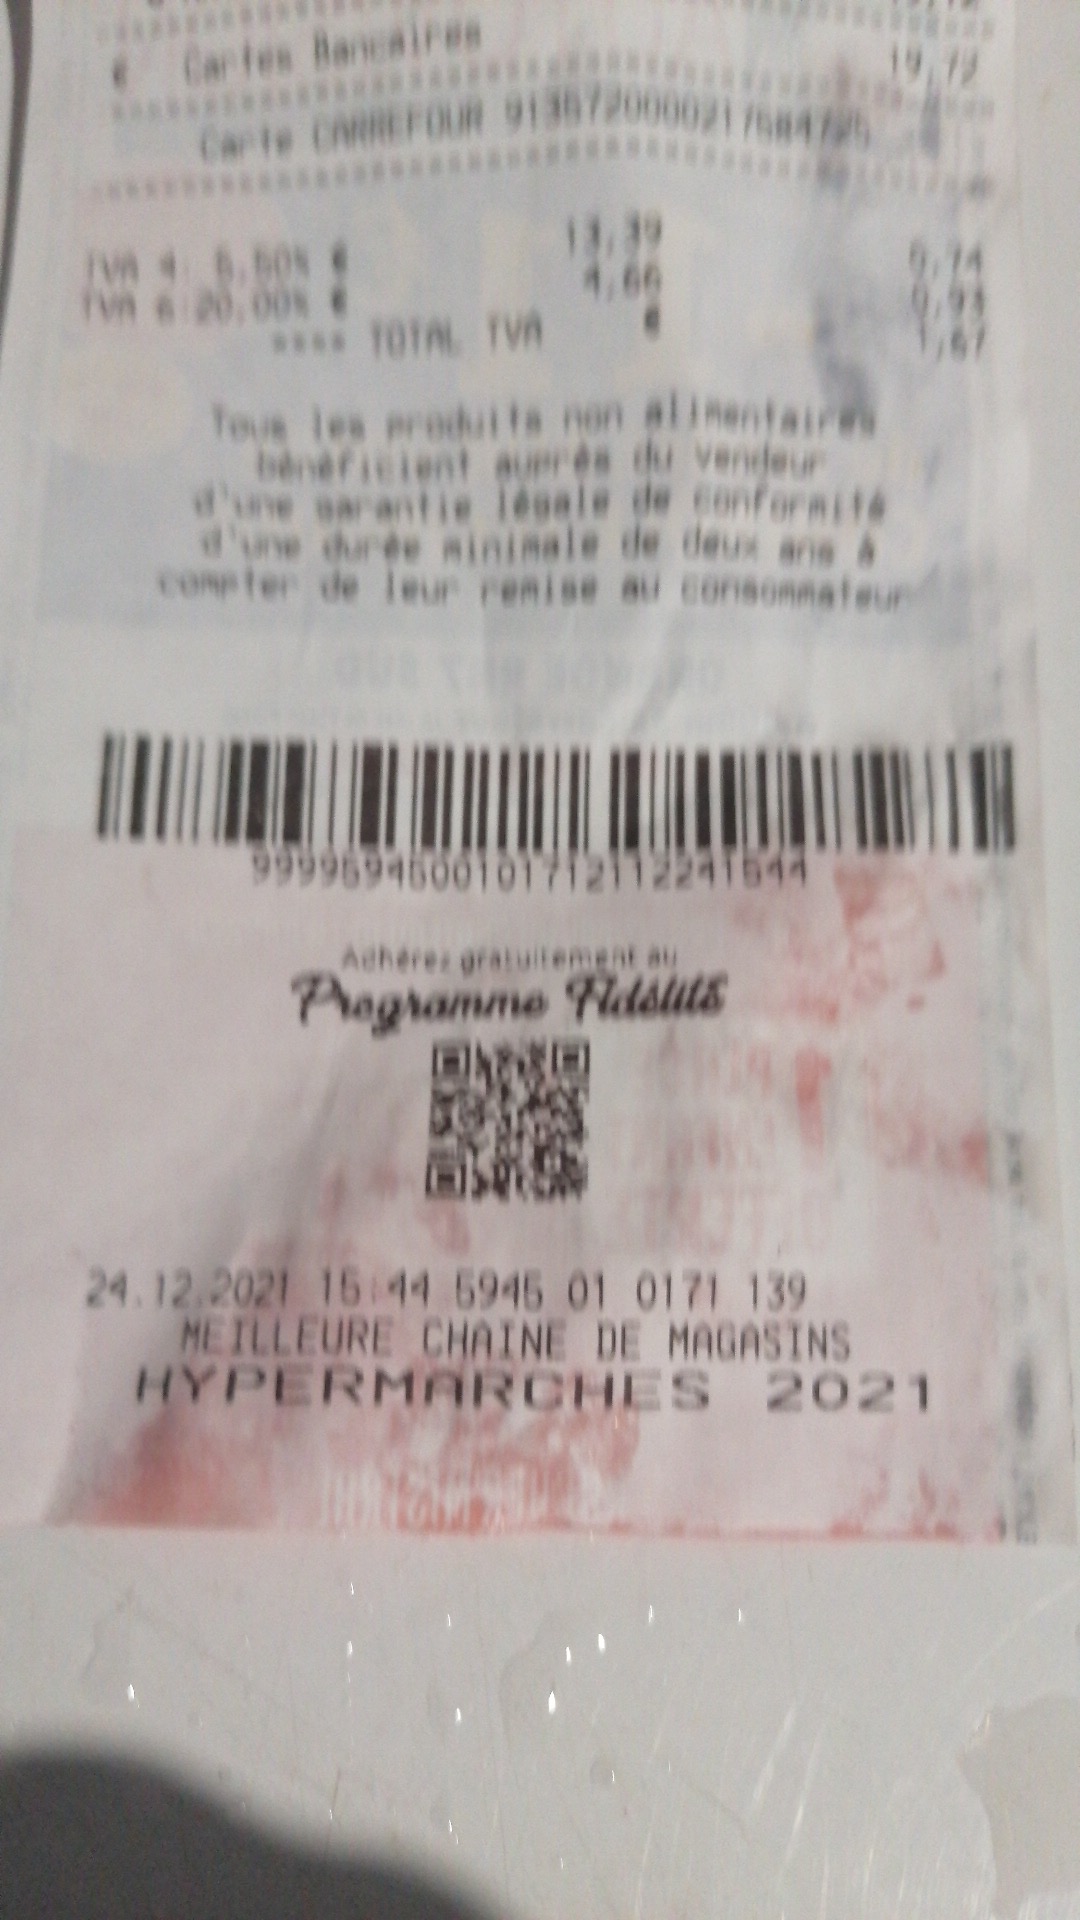 € Cartes Bancaires 19,72
Carte CARREFOUR
TVA 4: 5,50% € 13,39 0,74
TVA 6:20,00% € 4,66 0,93
**** TOTAL TVA € 1,67
Tous les produits non alimentaires
bénéficient auprès du vendeur
d'une garantie légale de conformité
d'une durée minimale de deux ans à
compter de leur remise au consommateur
9999594500101712112241544
Adhérez gratuitement au
Programme Fidélité
24.12.2021 15:44 5945 01 0171 139
MEILLEURE CHAINE DE MAGASINS
HYPERMARCHES 2021